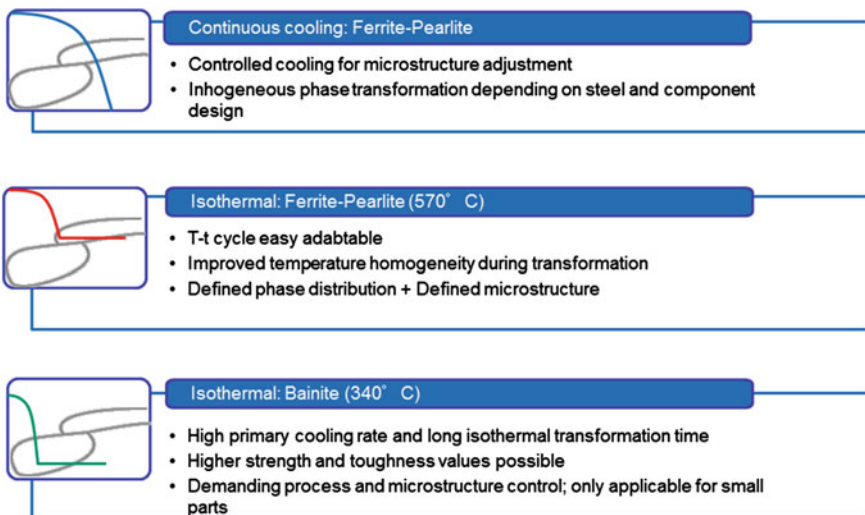 Continuous cooling: Ferrite-Pearlite
• Controlled cooling for microstructure adjustment
• Inhogeneous phase transformation depending on steel and component
design
Isothermal: Ferrite-Pearlite (570° C)
• T-t cycle easy adabtable
• Improved temperature homogeneity during transformation
• Defined phase distribution + Defined microstructure
Isothermal: Bainite (340° C)
• High primary cooling rate and long isothermal transformation time
• Higher strength and toughness values possible
• Demanding process and microstructure control; only applicable for small
parts